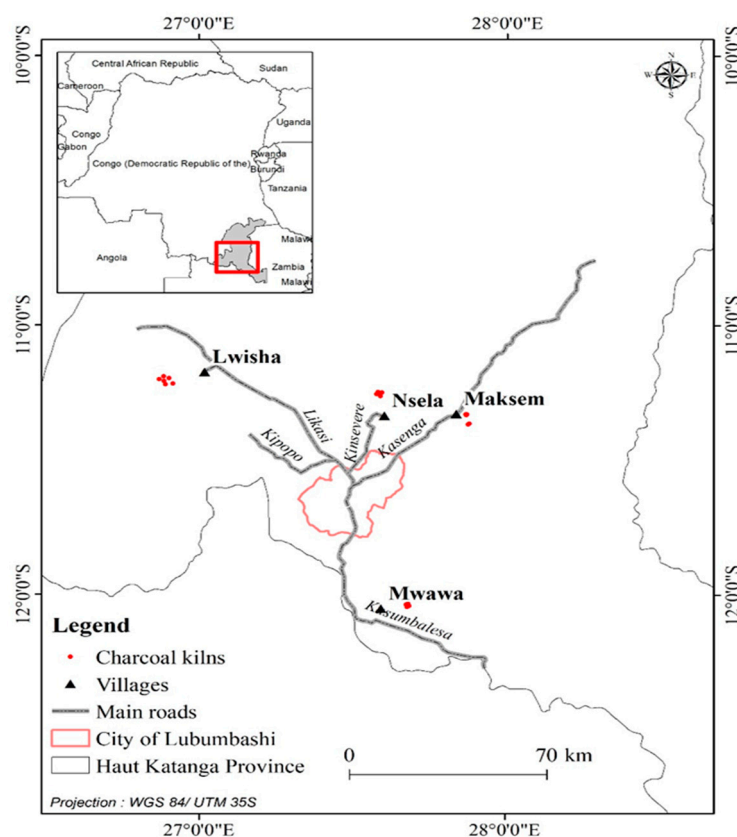 27°0'0"E
28°0'0"E
10°0'0"S
10°0'0"S
N
W
E
S
Central African Republic
Sudan
Cameroon
Uganda
Congo
Gabon
Rwanda
Congo (Democratic Republic of the)
Burundi
Tanzania
Angola
Malawi
Zambia
Malawi
11°0'0"S
11°0'0"S
Lwisha
Nsela
Maksem
Likasi
Kinsevere
Kasenga
Kipopo
12°0'0"S
12°0'0"S
Mwawa
Kasumbalesa
Legend
Charcoal kilns
Villages
Main roads
City of Lubumbashi
Haut Katanga Province
0
70 km
Projection : WGS 84/ UTM 35S
27°0'0"E
28°0'0"E